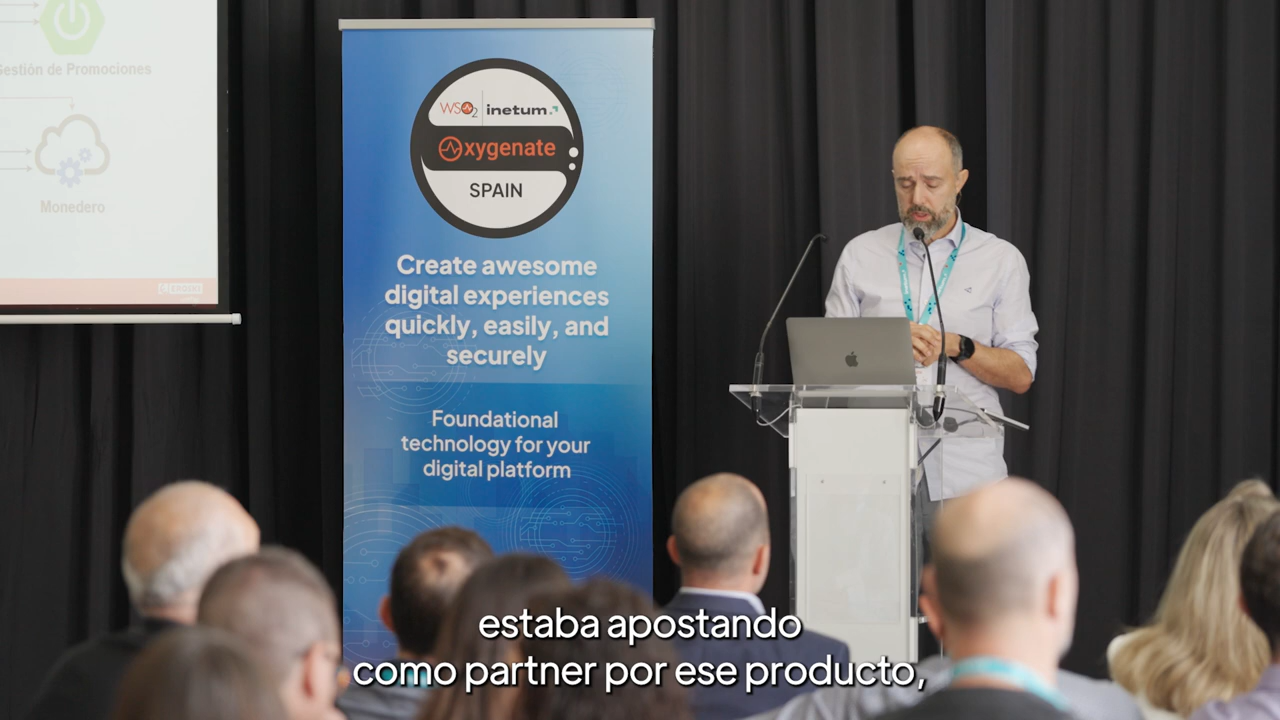 Gestión de Promociones
Monedero
EROSKI
WSO2 | inetum.
Oxygenate
SPAIN
Create awesome
digital experiences
quickly, easily, and
securely
Foundational
technology for your
digital platform
estaba apostando
como partner por ese producto,